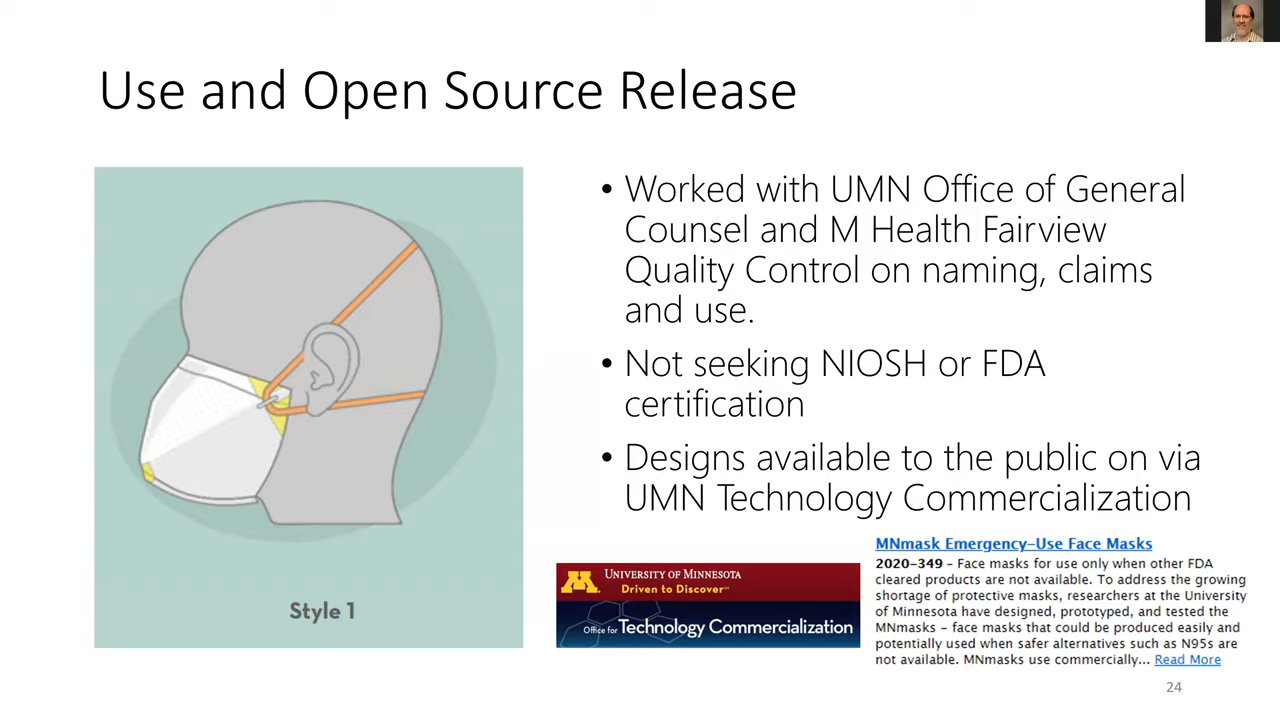 Use and Open Source Release
• Worked with UMN Office of General
Counsel and M Health Fairview
Quality Control on naming, claims
and use.
• Not seeking NIOSH or FDA
certification
• Designs available to the public on via
UMN Technology Commercialization
Style 1
M
UNIVERSITY OF MINNESOTA
Driven to Discover℠
Office for Technology Commercialization
MNmask Emergency-Use Face Masks
2020-349 - Face masks for use only when other FDA
cleared products are not available. To address the growing
shortage of protective masks, researchers at the University
of Minnesota have designed, prototyped, and tested the
MNmasks - face masks that could be produced easily and
potentially used when safer alternatives such as N95s are
not available. MNmasks use commercially... Read More
24